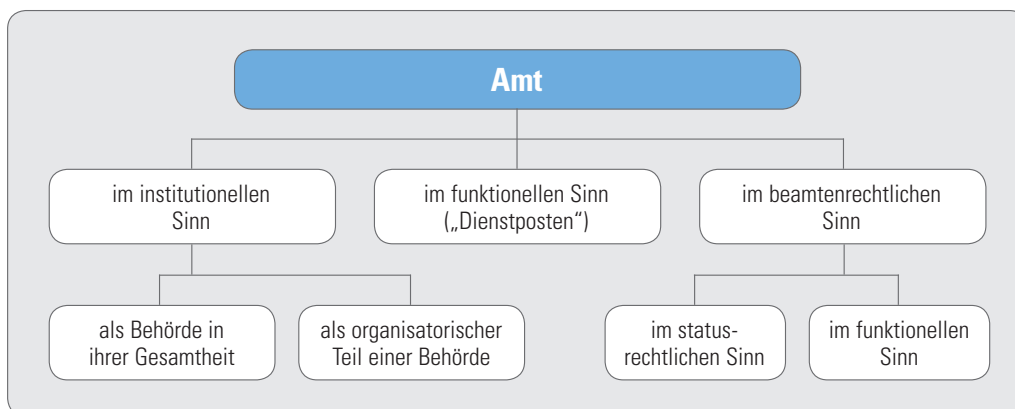 Amt
im institutionellen
Sinn
im funktionellen Sinn
(„Dienstposten“)
im beamtenrechtlichen
Sinn
als Behörde in
ihrer Gesamtheit
als organisatorischer
Teil einer Behörde
im status-
rechtlichen Sinn
im funktionellen
Sinn